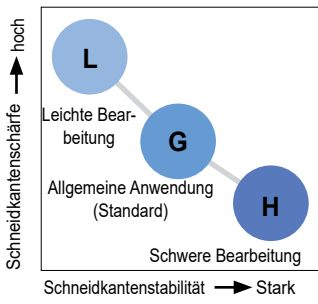 Schneidkantenschärfe → hoch
L
Leichte Bear-
beitung
G
Allgemeine Anwendung
(Standard)
H
Schwere Bearbeitung
Schneidkantenstabilität → Stark